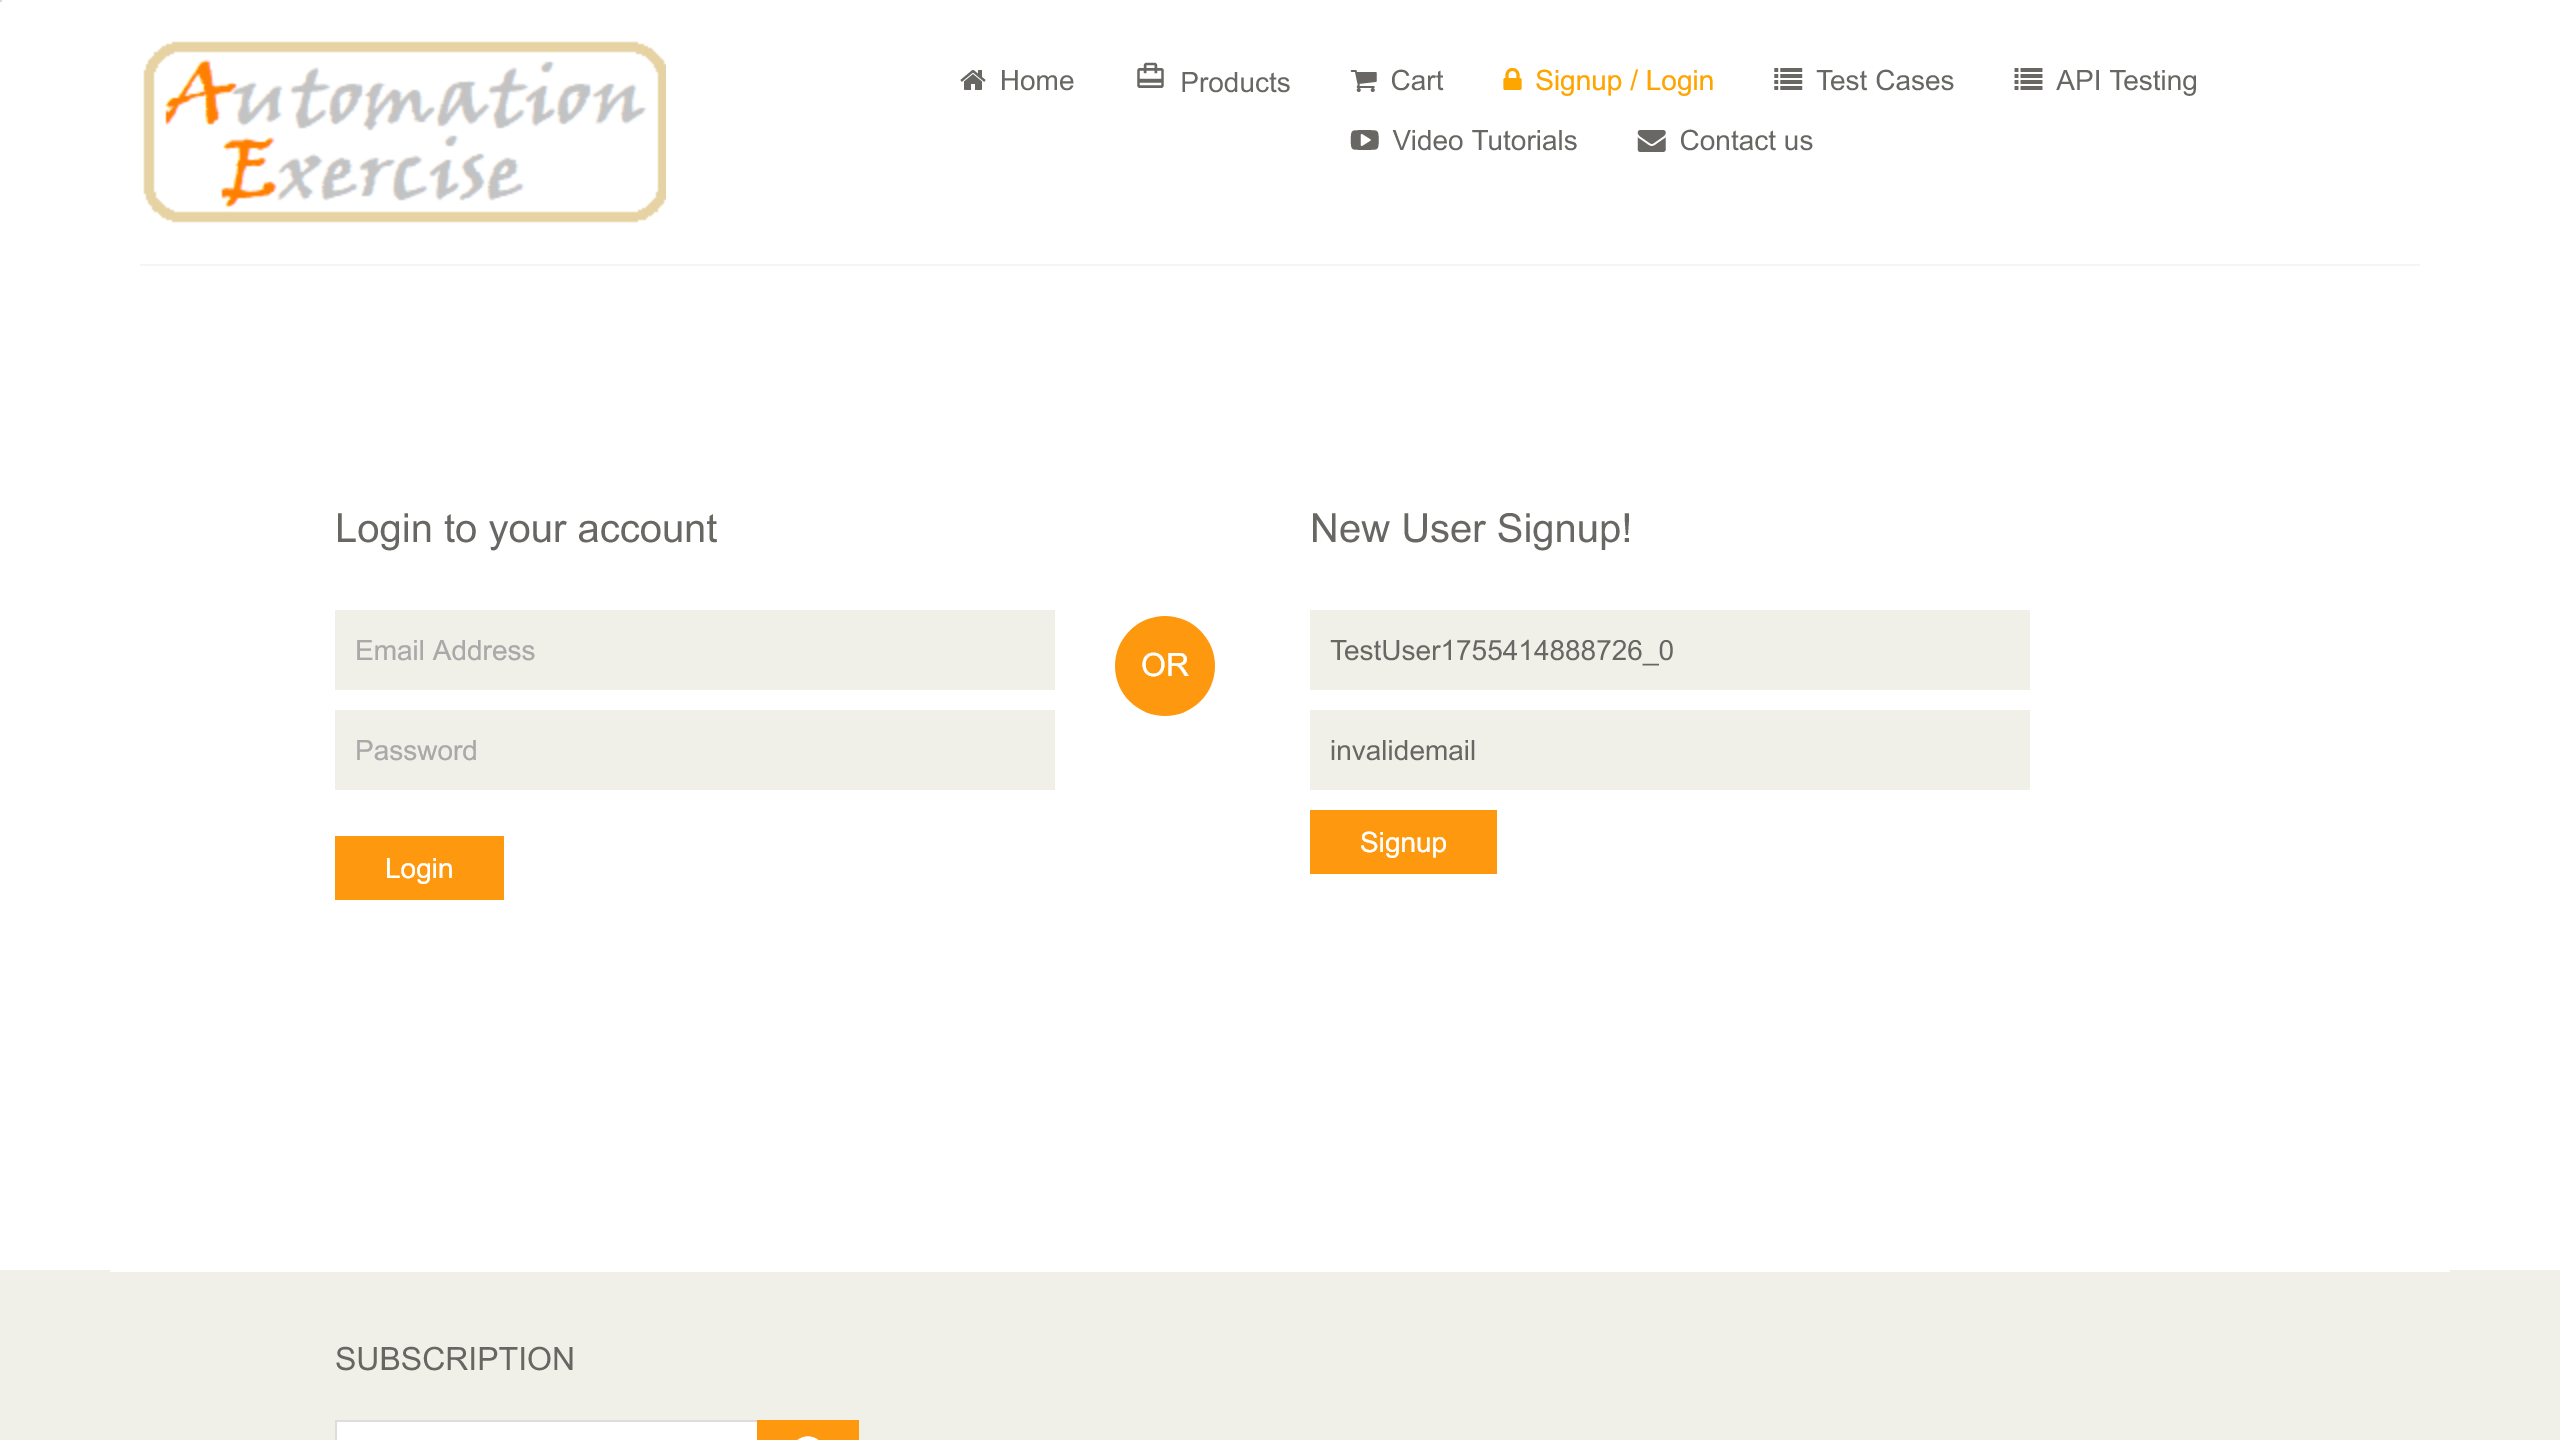 Automation
Exercise
Home
Products
Cart
Signup / Login
Test Cases
API Testing
Video Tutorials
Contact us
Login to your account
Email Address
Password
Login
OR
New User Signup!
TestUser1755414888726_0
invalidemail
Signup
SUBSCRIPTION